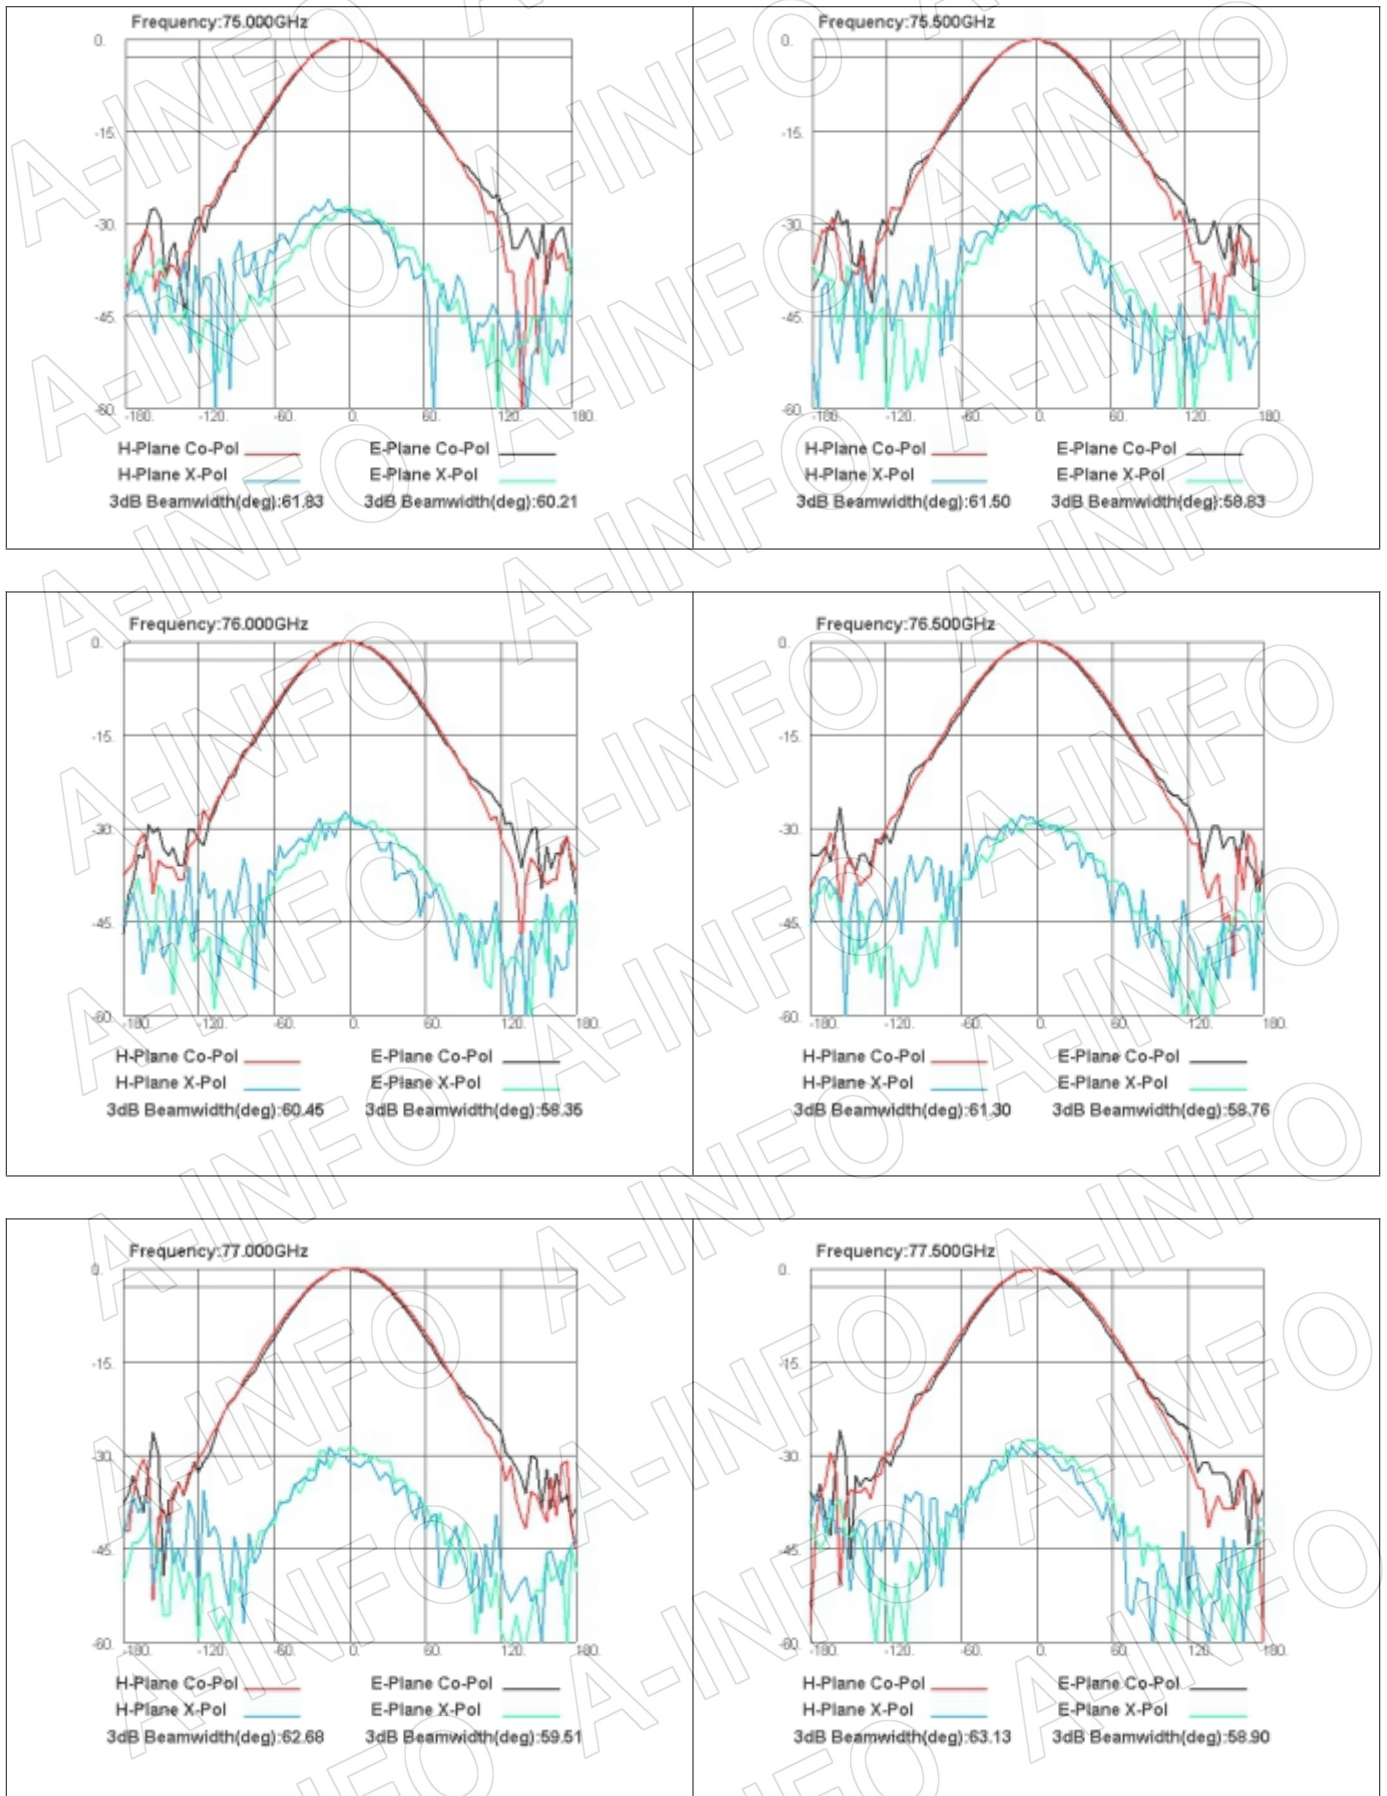 Frequency:75.000GHz
0.
-15.
-30.
-45.
-60.
-180. -120. -60. 0. 60. 120. 180.
H-Plane Co-Pol E-Plane Co-Pol
H-Plane X-Pol E-Plane X-Pol
3dB Beamwidth(deg):61.83 3dB Beamwidth(deg):60.21
Frequency:75.500GHz
0.
-15.
-30.
-45.
-60.
-180. -120. -60. 0. 60. 120. 180.
H-Plane Co-Pol E-Plane Co-Pol
H-Plane X-Pol E-Plane X-Pol
3dB Beamwidth(deg):61.50 3dB Beamwidth(deg):58.83
Frequency:76.000GHz
0.
-15.
-30.
-45.
-60.
-180. -120. -60. 0. 60. 120. 180.
H-Plane Co-Pol E-Plane Co-Pol
H-Plane X-Pol E-Plane X-Pol
3dB Beamwidth(deg):60.45 3dB Beamwidth(deg):58.35
Frequency:76.500GHz
0.
-15.
-30.
-45.
-60.
-180. -120. -60. 0. 60. 120. 180.
H-Plane Co-Pol E-Plane Co-Pol
H-Plane X-Pol E-Plane X-Pol
3dB Beamwidth(deg):61.30 3dB Beamwidth(deg):58.76
Frequency:77.000GHz
0.
-15.
-30.
-45.
-60.
-180. -120. -60. 0. 60. 120. 180.
H-Plane Co-Pol E-Plane Co-Pol
H-Plane X-Pol E-Plane X-Pol
3dB Beamwidth(deg):62.68 3dB Beamwidth(deg):59.51
Frequency:77.500GHz
0.
-15.
-30.
-45.
-60.
-180. -120. -60. 0. 60. 120. 180.
H-Plane Co-Pol E-Plane Co-Pol
H-Plane X-Pol E-Plane X-Pol
3dB Beamwidth(deg):63.13 3dB Beamwidth(deg):58.90
A-INFO